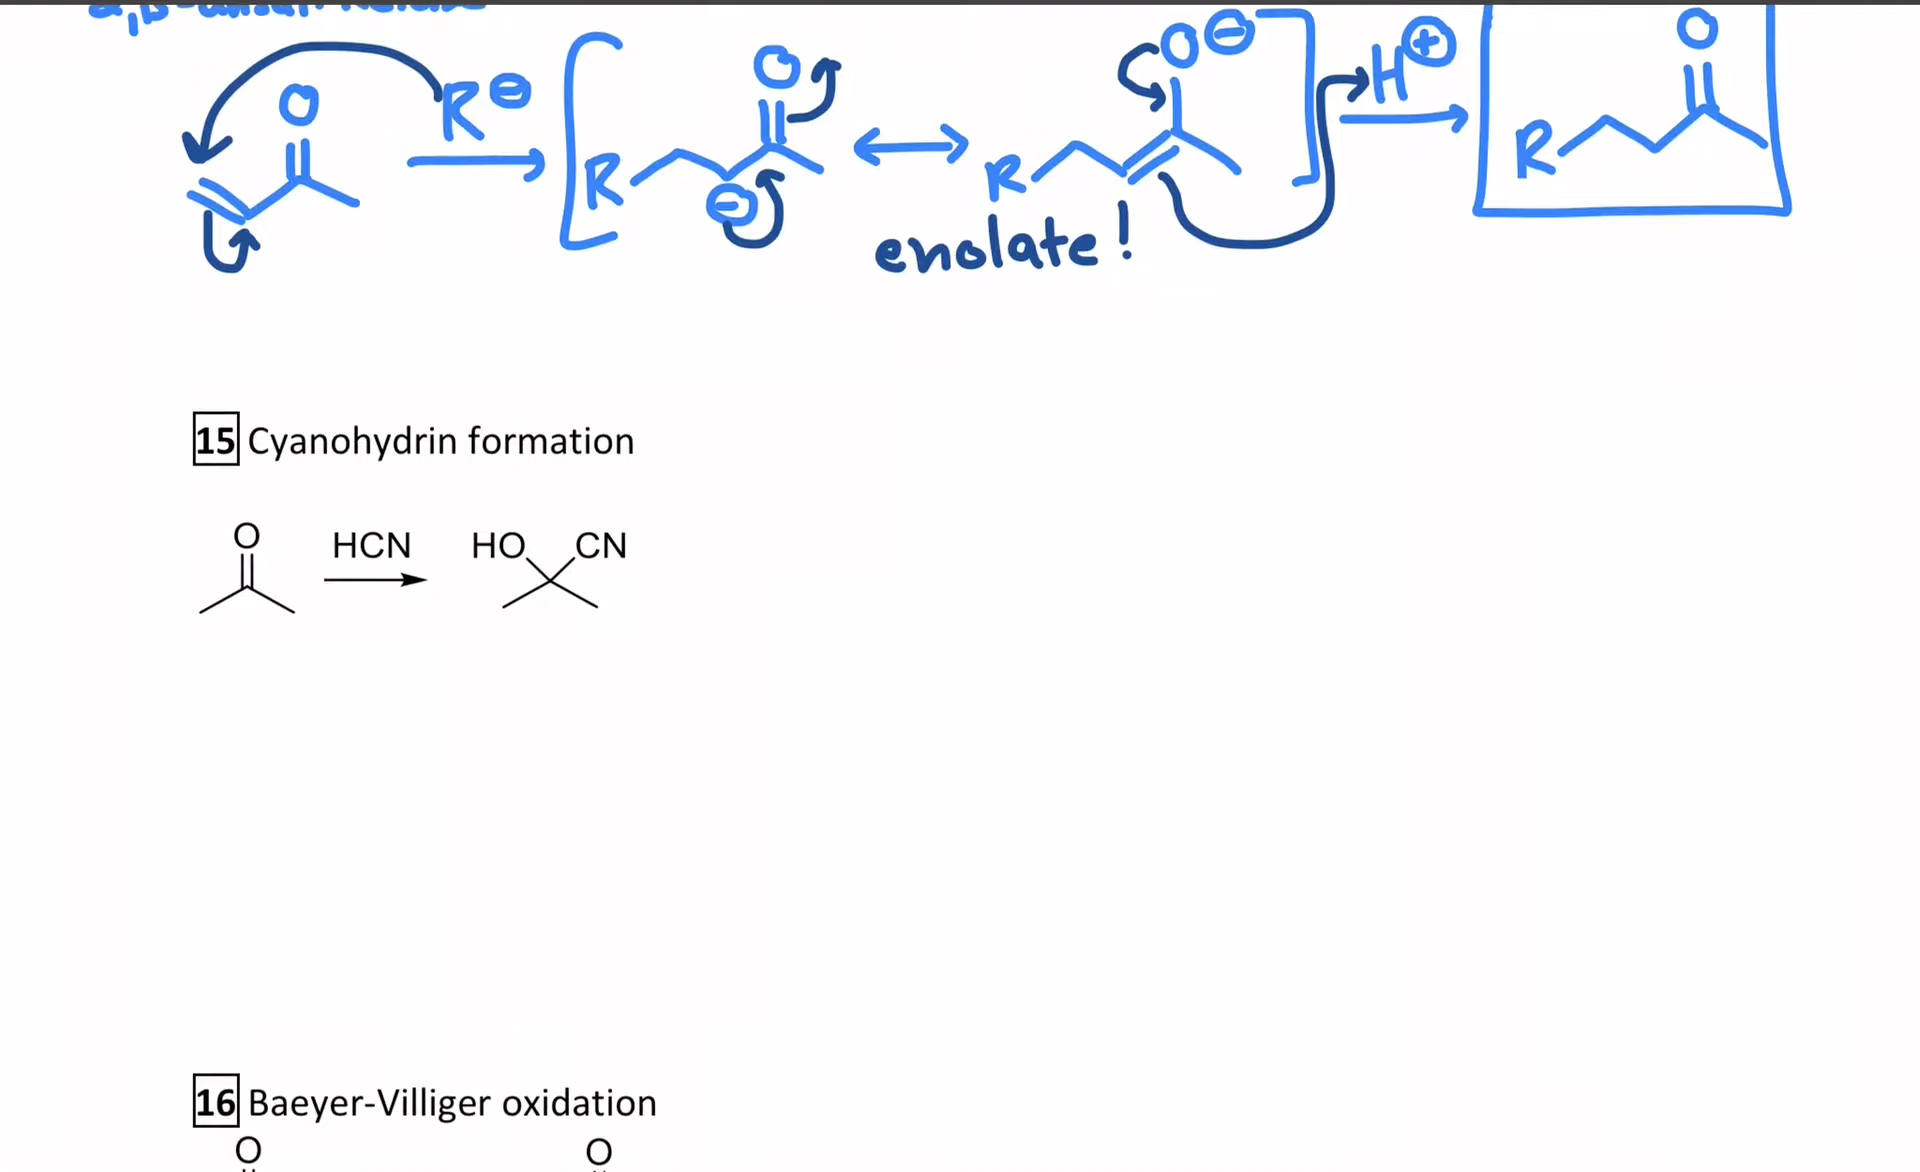 O R⊖ O O⊖ H⊕ O
R R R
enolate!
15 Cyanohydrin formation
O HCN HO CN
16 Baeyer-Villiger oxidation
O O